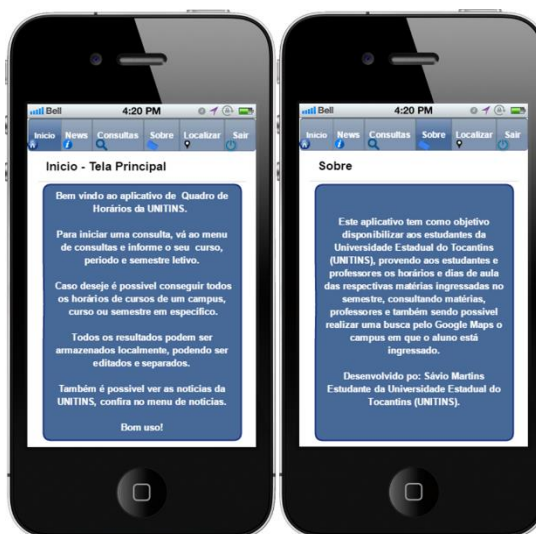 Bell 4:20 PM
Inicio News Consultas Sobre Localizar Sair
Inicio - Tela Principal
Bem vindo ao aplicativo de Quadro de
Horários da UNITINS.
Para iniciar uma consulta, vá ao menu
de consultas e informe o seu curso,
período e semestre letivo.
Caso deseje é possivel conseguir todos
os horários de cursos de um campus,
curso ou semestre em específico.
Todos os resultados podem ser
armazenados localmente, podendo ser
editados e separados.
Também é possivel ver as noticias da
UNITINS, confira no menu de noticias.
Bom uso!
Bell 4:20 PM
Inicio News Consultas Sobre Localizar Sair
Sobre
Este aplicativo tem como objetivo
disponibilizar aos estudantes da
Universidade Estadual do Tocantins
(UNITINS), provendo aos estudantes e
professores os horários e dias de aula
das respectivas matérias ingressadas no
semestre, consultando matérias,
professores e também sendo possivel
realizar uma busca pelo Google Maps o
campus em que o aluno está
ingressado.
Desenvolvido po: Sávio Martins
Estudante da Universidade Estadual do
Tocantins (UNITINS).